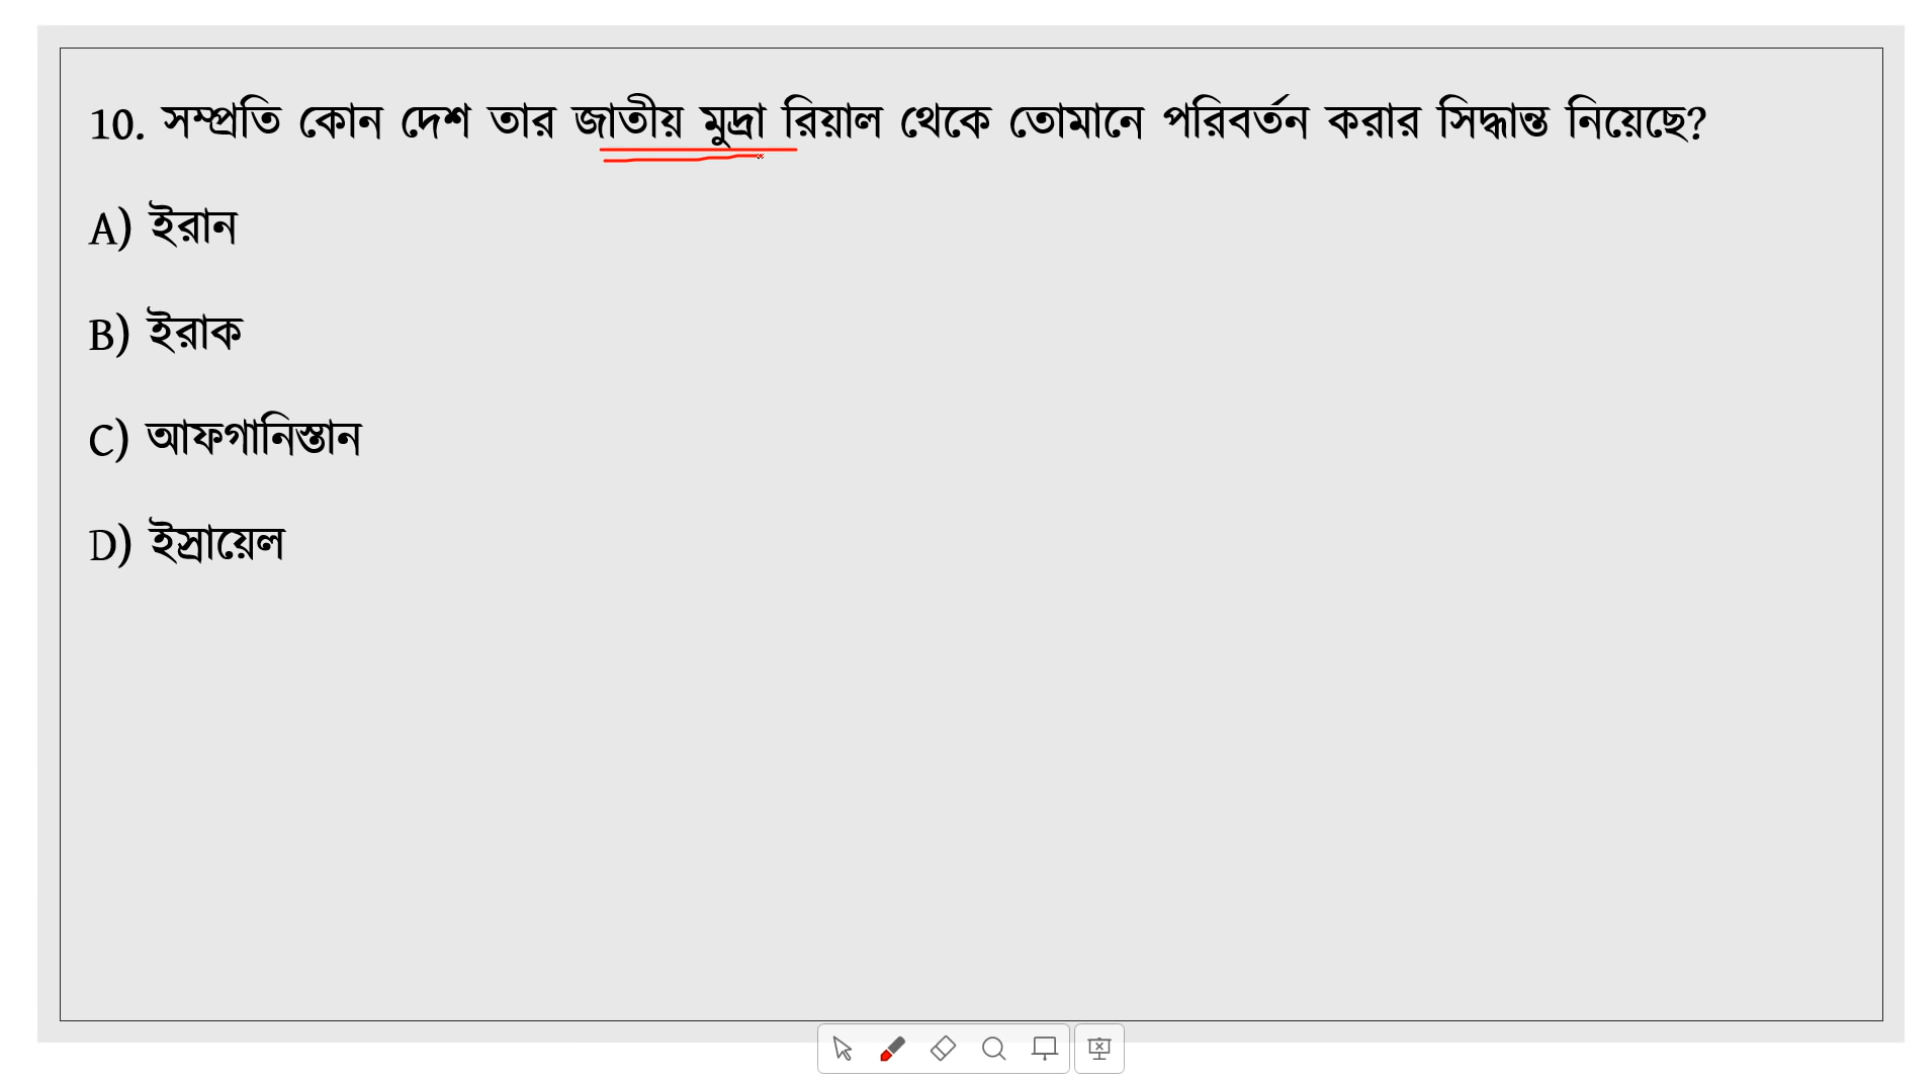 10. সম্প্রতি কোন দেশ তার জাতীয় মুদ্রা রিয়াল থেকে তোমানে পরিবর্তন করার সিদ্ধান্ত নিয়েছে?
A) ইরান
B) ইরাক
C) আফগানিস্তান
D) ইস্রায়েল